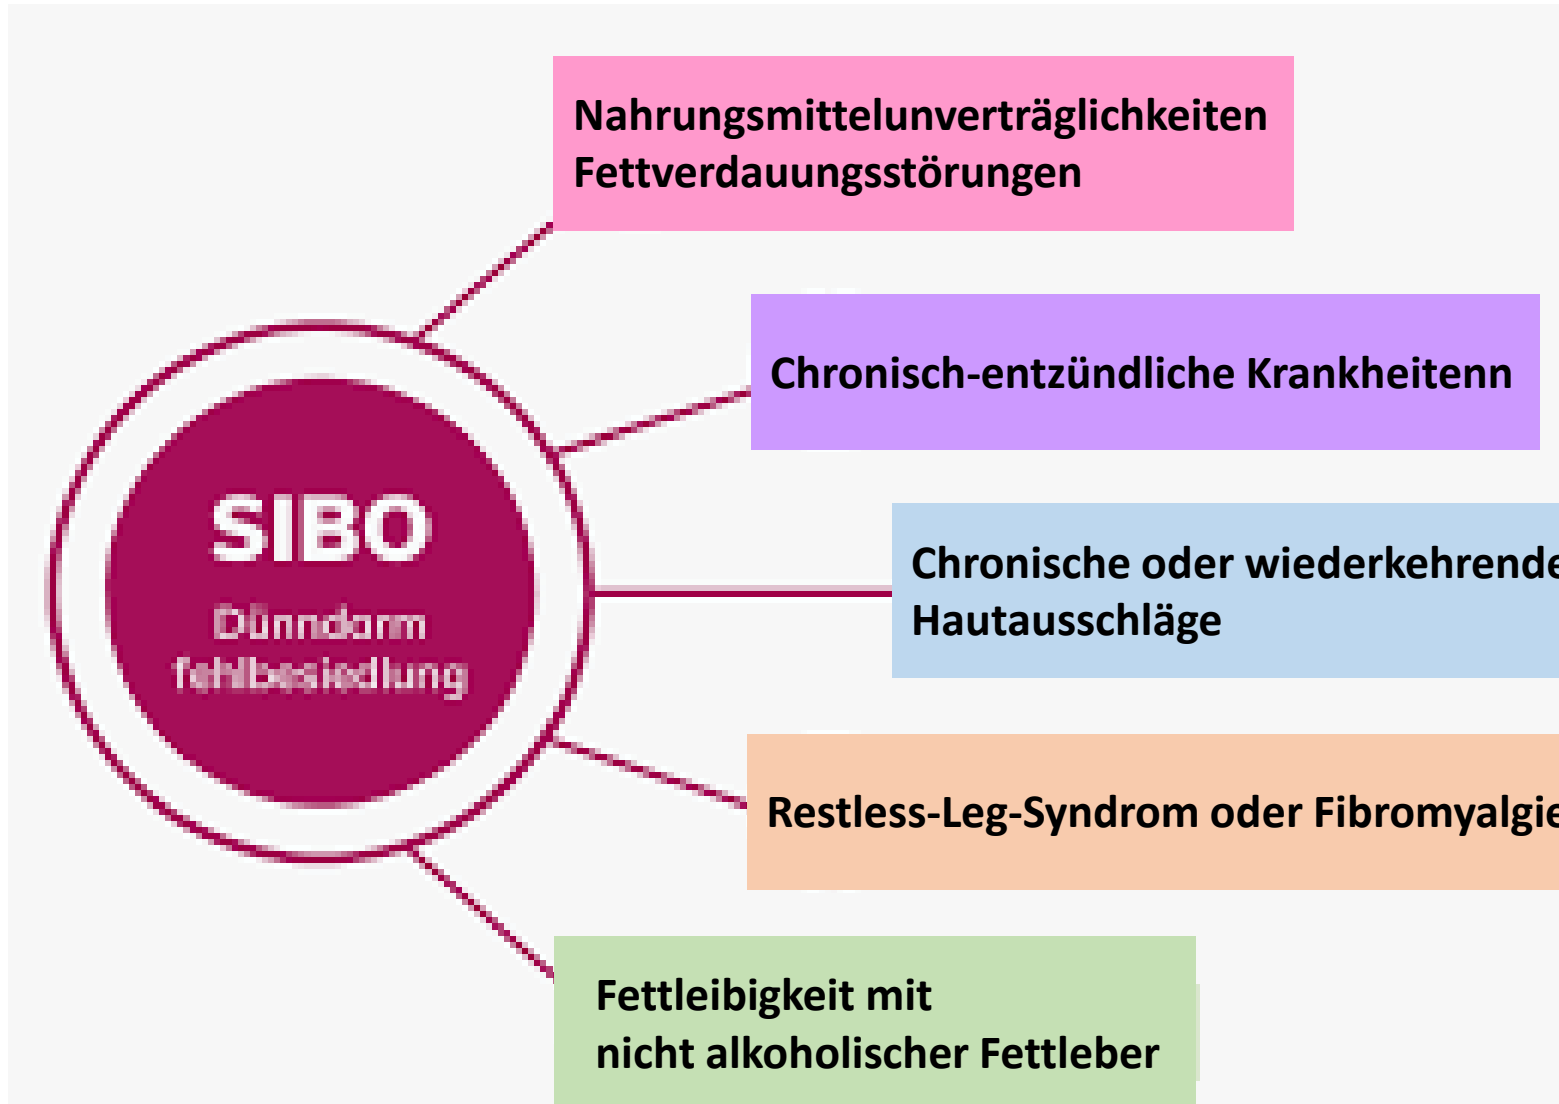 Nahrungsmittelunverträglichkeiten
Fettverdauungsstörungen
Chronisch-entzündliche Krankheitenn
SIBO
Dünndarm
fehlbesiedlung
Chronische oder wiederkehrende
Hautausschläge
Restless-Leg-Syndrom oder Fibromyalgie
Fettleibigkeit mit
nicht alkoholischer Fettleber